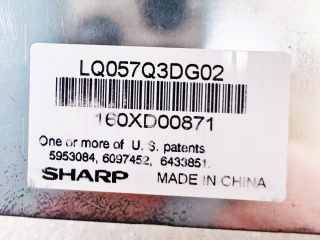 LQ057Q3DG02
160XD00871
One or more of U. S. patents
5953084, 6097452, 6433851.
SHARP MADE IN CHINA